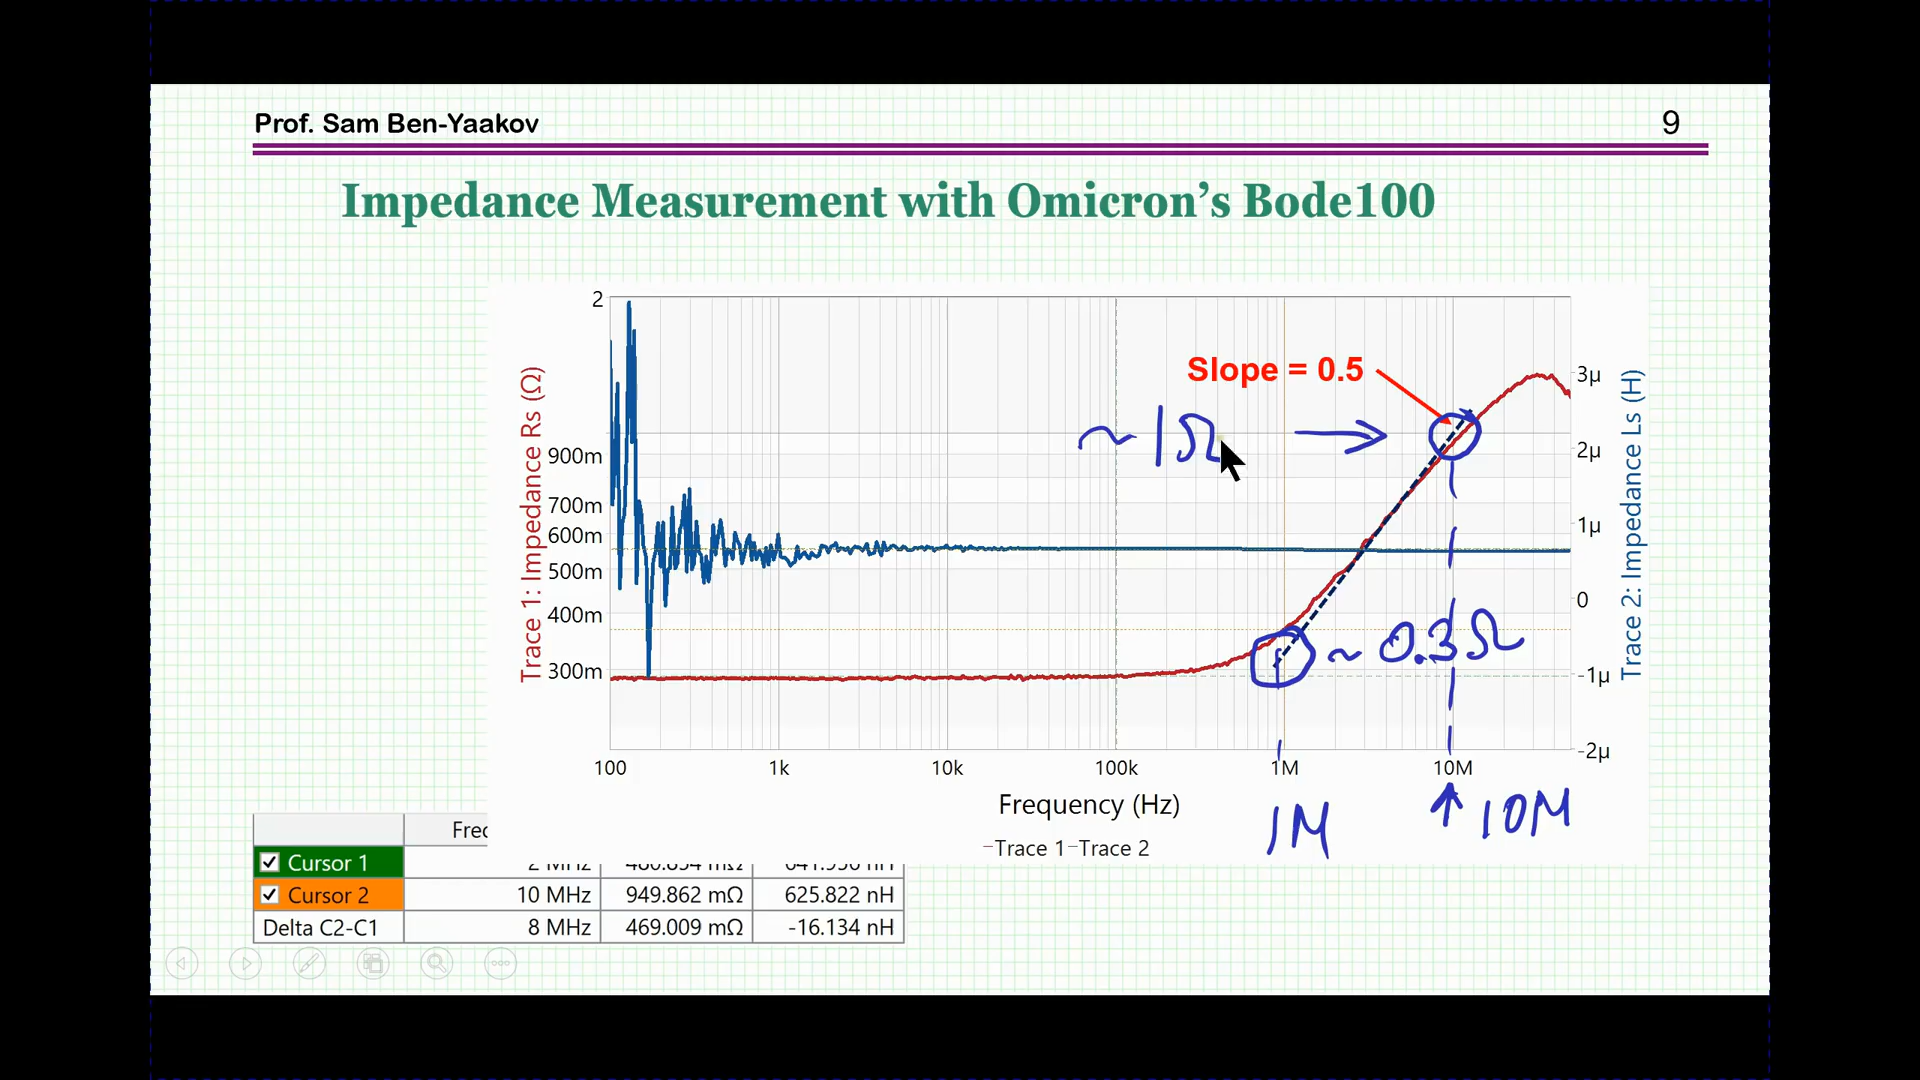 Prof. Sam Ben-Yaakov
9
Impedance Measurement with Omicron's Bode100
2
900m
700m
600m
500m
400m
300m
Trace 1: Impedance Rs (Ω)
Slope = 0.5
~ 1Ω
~ 0.3Ω
3µ
2µ
1µ
0
-1µ
-2µ
Trace 2: Impedance Ls (H)
100 1k 10k 100k 1M 10M
Frequency (Hz)
1M 10M
Trace 1 Trace 2
Cursor 1 2 MHz
Cursor 2 10 MHz 949.862 mΩ 625.822 nH
Delta C2-C1 8 MHz 469.009 mΩ -16.134 nH